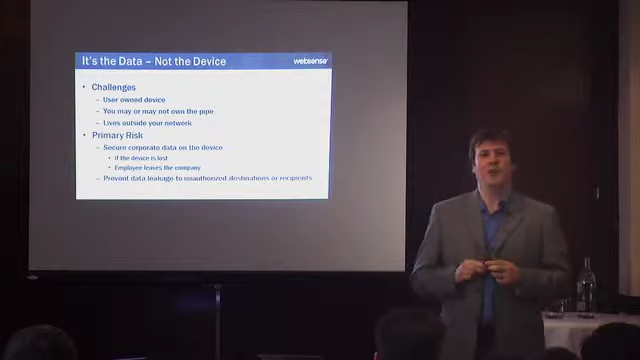 It's the Data – Not the Device
websense
• Challenges
– User owned device
– You may or may not own the pipe
– Lives outside your network
• Primary Risk
– Secure corporate data on the device
• If the device is lost
• Employee leaves the company
– Prevent data leakage to unauthorized destinations or recipients